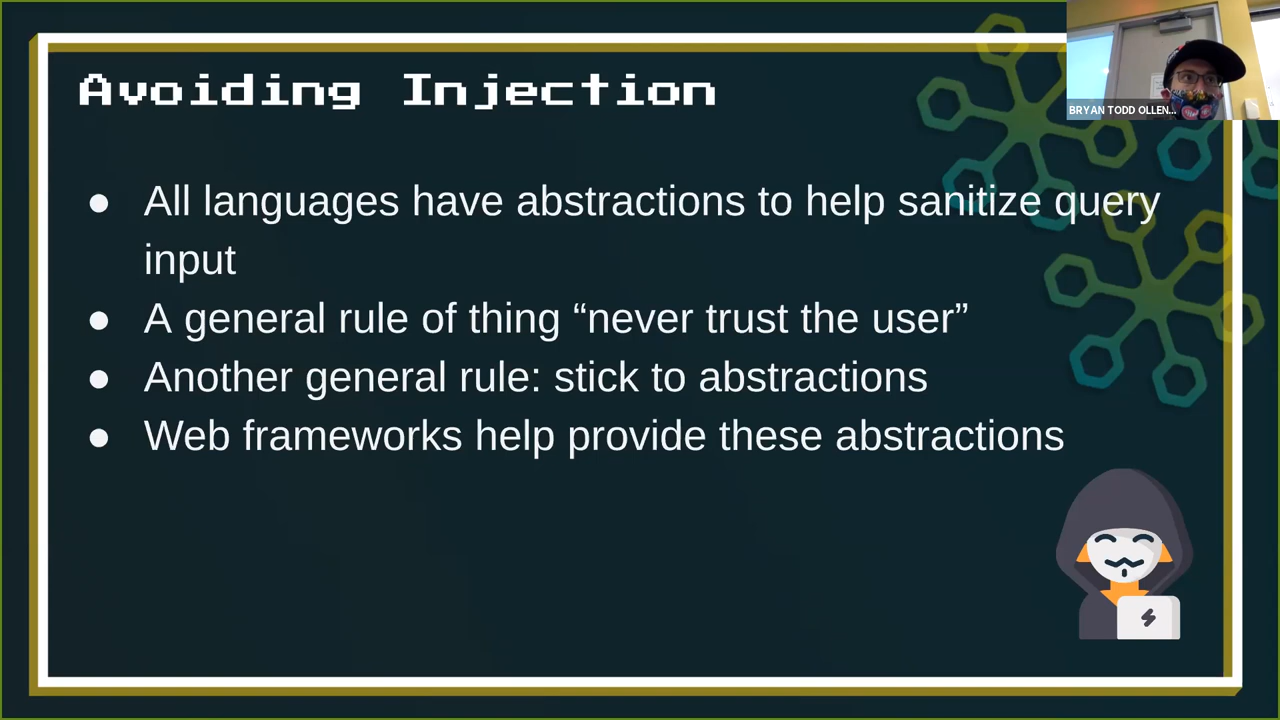 Avoiding Injection
BRYAN TODD OLLEN...
● All languages have abstractions to help sanitize query
input
● A general rule of thing “never trust the user”
● Another general rule: stick to abstractions
● Web frameworks help provide these abstractions